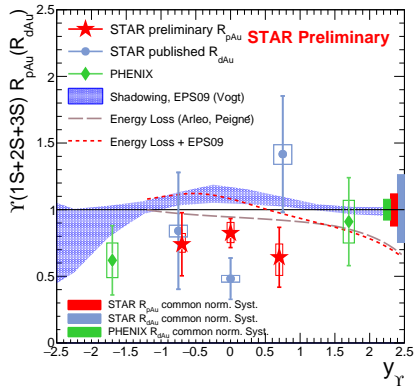 Υ(1S+2S+3S) R_pAu (R_dAu)
STAR preliminary R_pAu STAR Preliminary
STAR published R_dAu
PHENIX
Shadowing, EPS09 (Vogt)
Energy Loss (Arleo, Peigné)
Energy Loss + EPS09
2.5
2
1.5
1
0.5
0
STAR R_pAu common norm. Syst.
STAR R_dAu common norm. Syst.
PHENIX R_dAu common norm. Syst.
−2.5 −2 −1.5 −1 −0.5 0 0.5 1 1.5 2 2.5
y_Υ